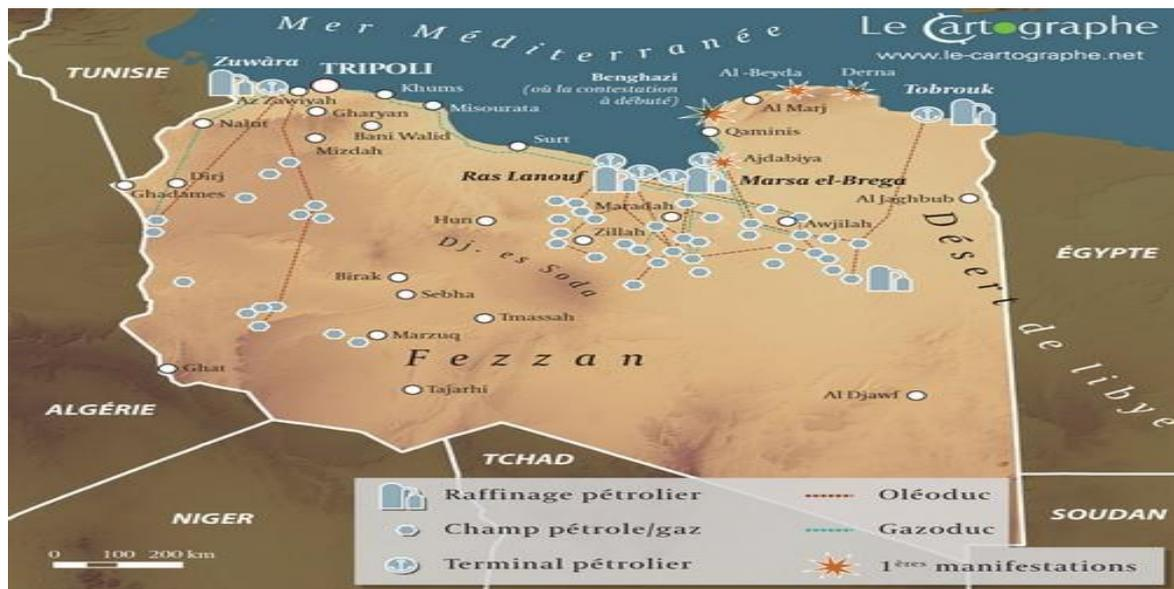 Mer Méditerranée
Le Cartographe
www.le-cartographe.net
TUNISIE
Zuwâra
TRIPOLI
Az Zawiyah
Khums
Misourata
Gharyan
Nalut
Bani Walid
Mizdah
Surt
Benghazi
(où la contestation
à débuté)
Al-Beyda
Derna
Al Marj
Tobrouk
Qaminis
Ajdabiya
Dirj
Ghadames
Ras Lanouf
Marsa el-Brega
Al Jaghbub
Maradah
Hun
Zillah
Awjilah
Dj. es Soda
Désert de libye
ÉGYPTE
Birak
Sebha
Tmassah
Marzuq
Fezzan
Ghat
Tajarhi
Al Djawf
ALGÉRIE
TCHAD
NIGER
SOUDAN
0 100 200 km
Raffinage pétrolier
Champ pétrole/gaz
Terminal pétrolier
Oléoduc
Gazoduc
1ères manifestations